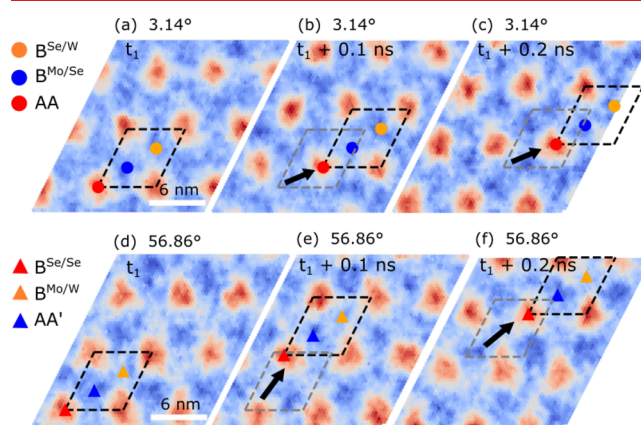 (a) 3.14° (b) 3.14° (c) 3.14°
t₁ t₁ + 0.1 ns t₁ + 0.2 ns
B^Se/W
B^Mo/Se
AA
6 nm
(d) 56.86° (e) 56.86° (f) 56.86°
t₁ t₁ + 0.1 ns t₁ + 0.2 ns
B^Se/Se
B^Mo/W
AA'
6 nm